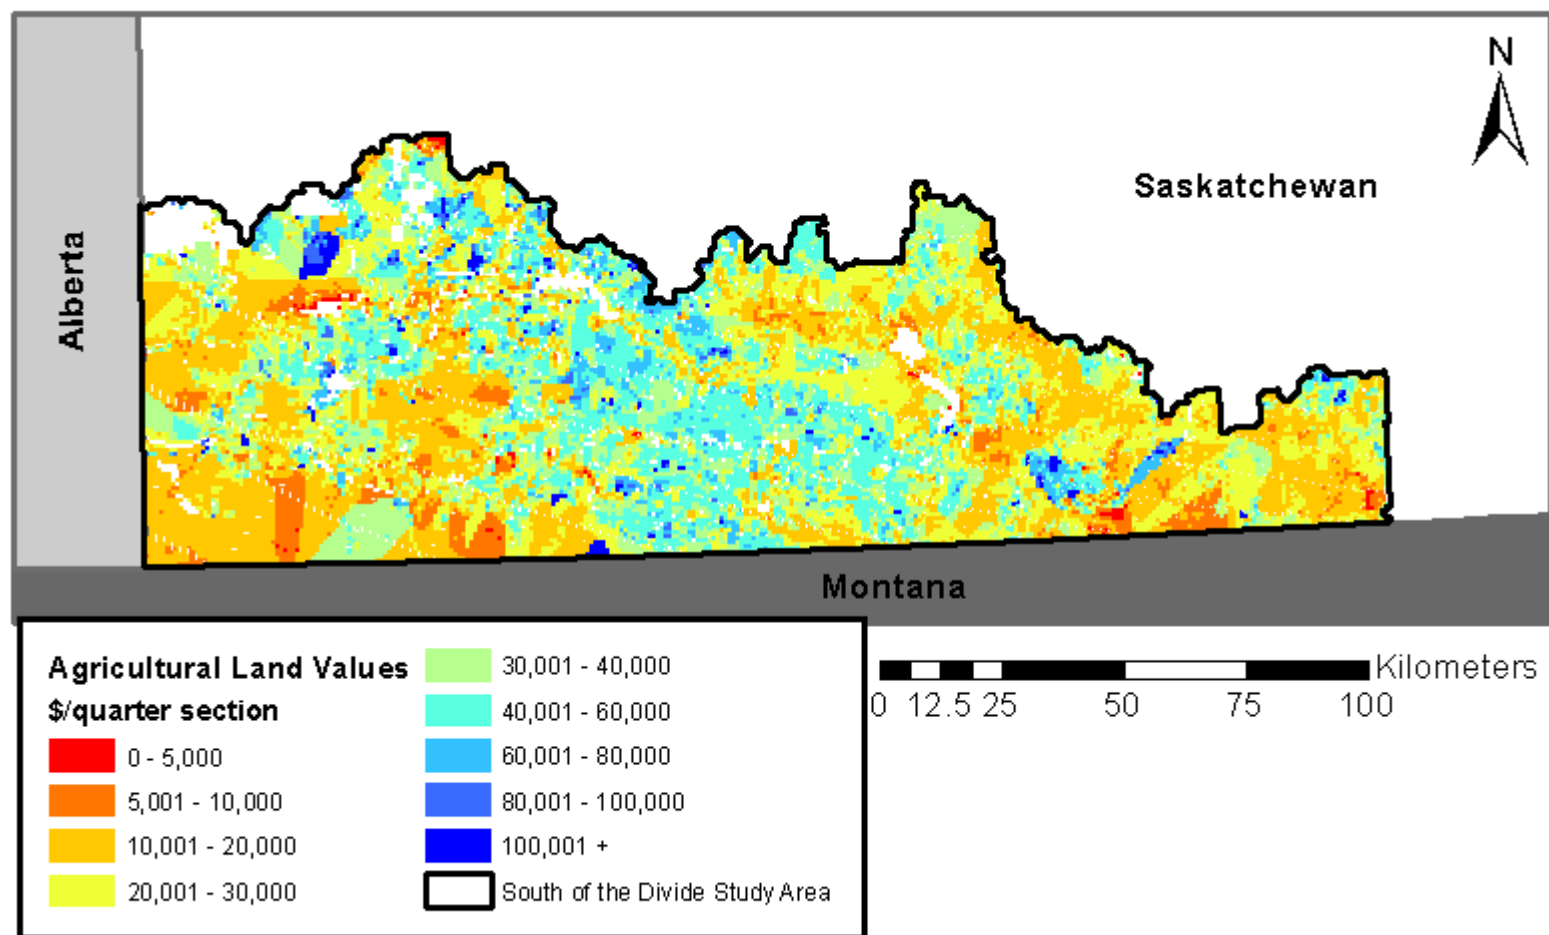 N
Saskatchewan
Alberta
Montana
Agricultural Land Values
$/quarter section
0 - 5,000
5,001 - 10,000
10,001 - 20,000
20,001 - 30,000
30,001 - 40,000
40,001 - 60,000
60,001 - 80,000
80,001 - 100,000
100,001 +
South of the Divide Study Area
Kilometers
0 12.5 25 50 75 100